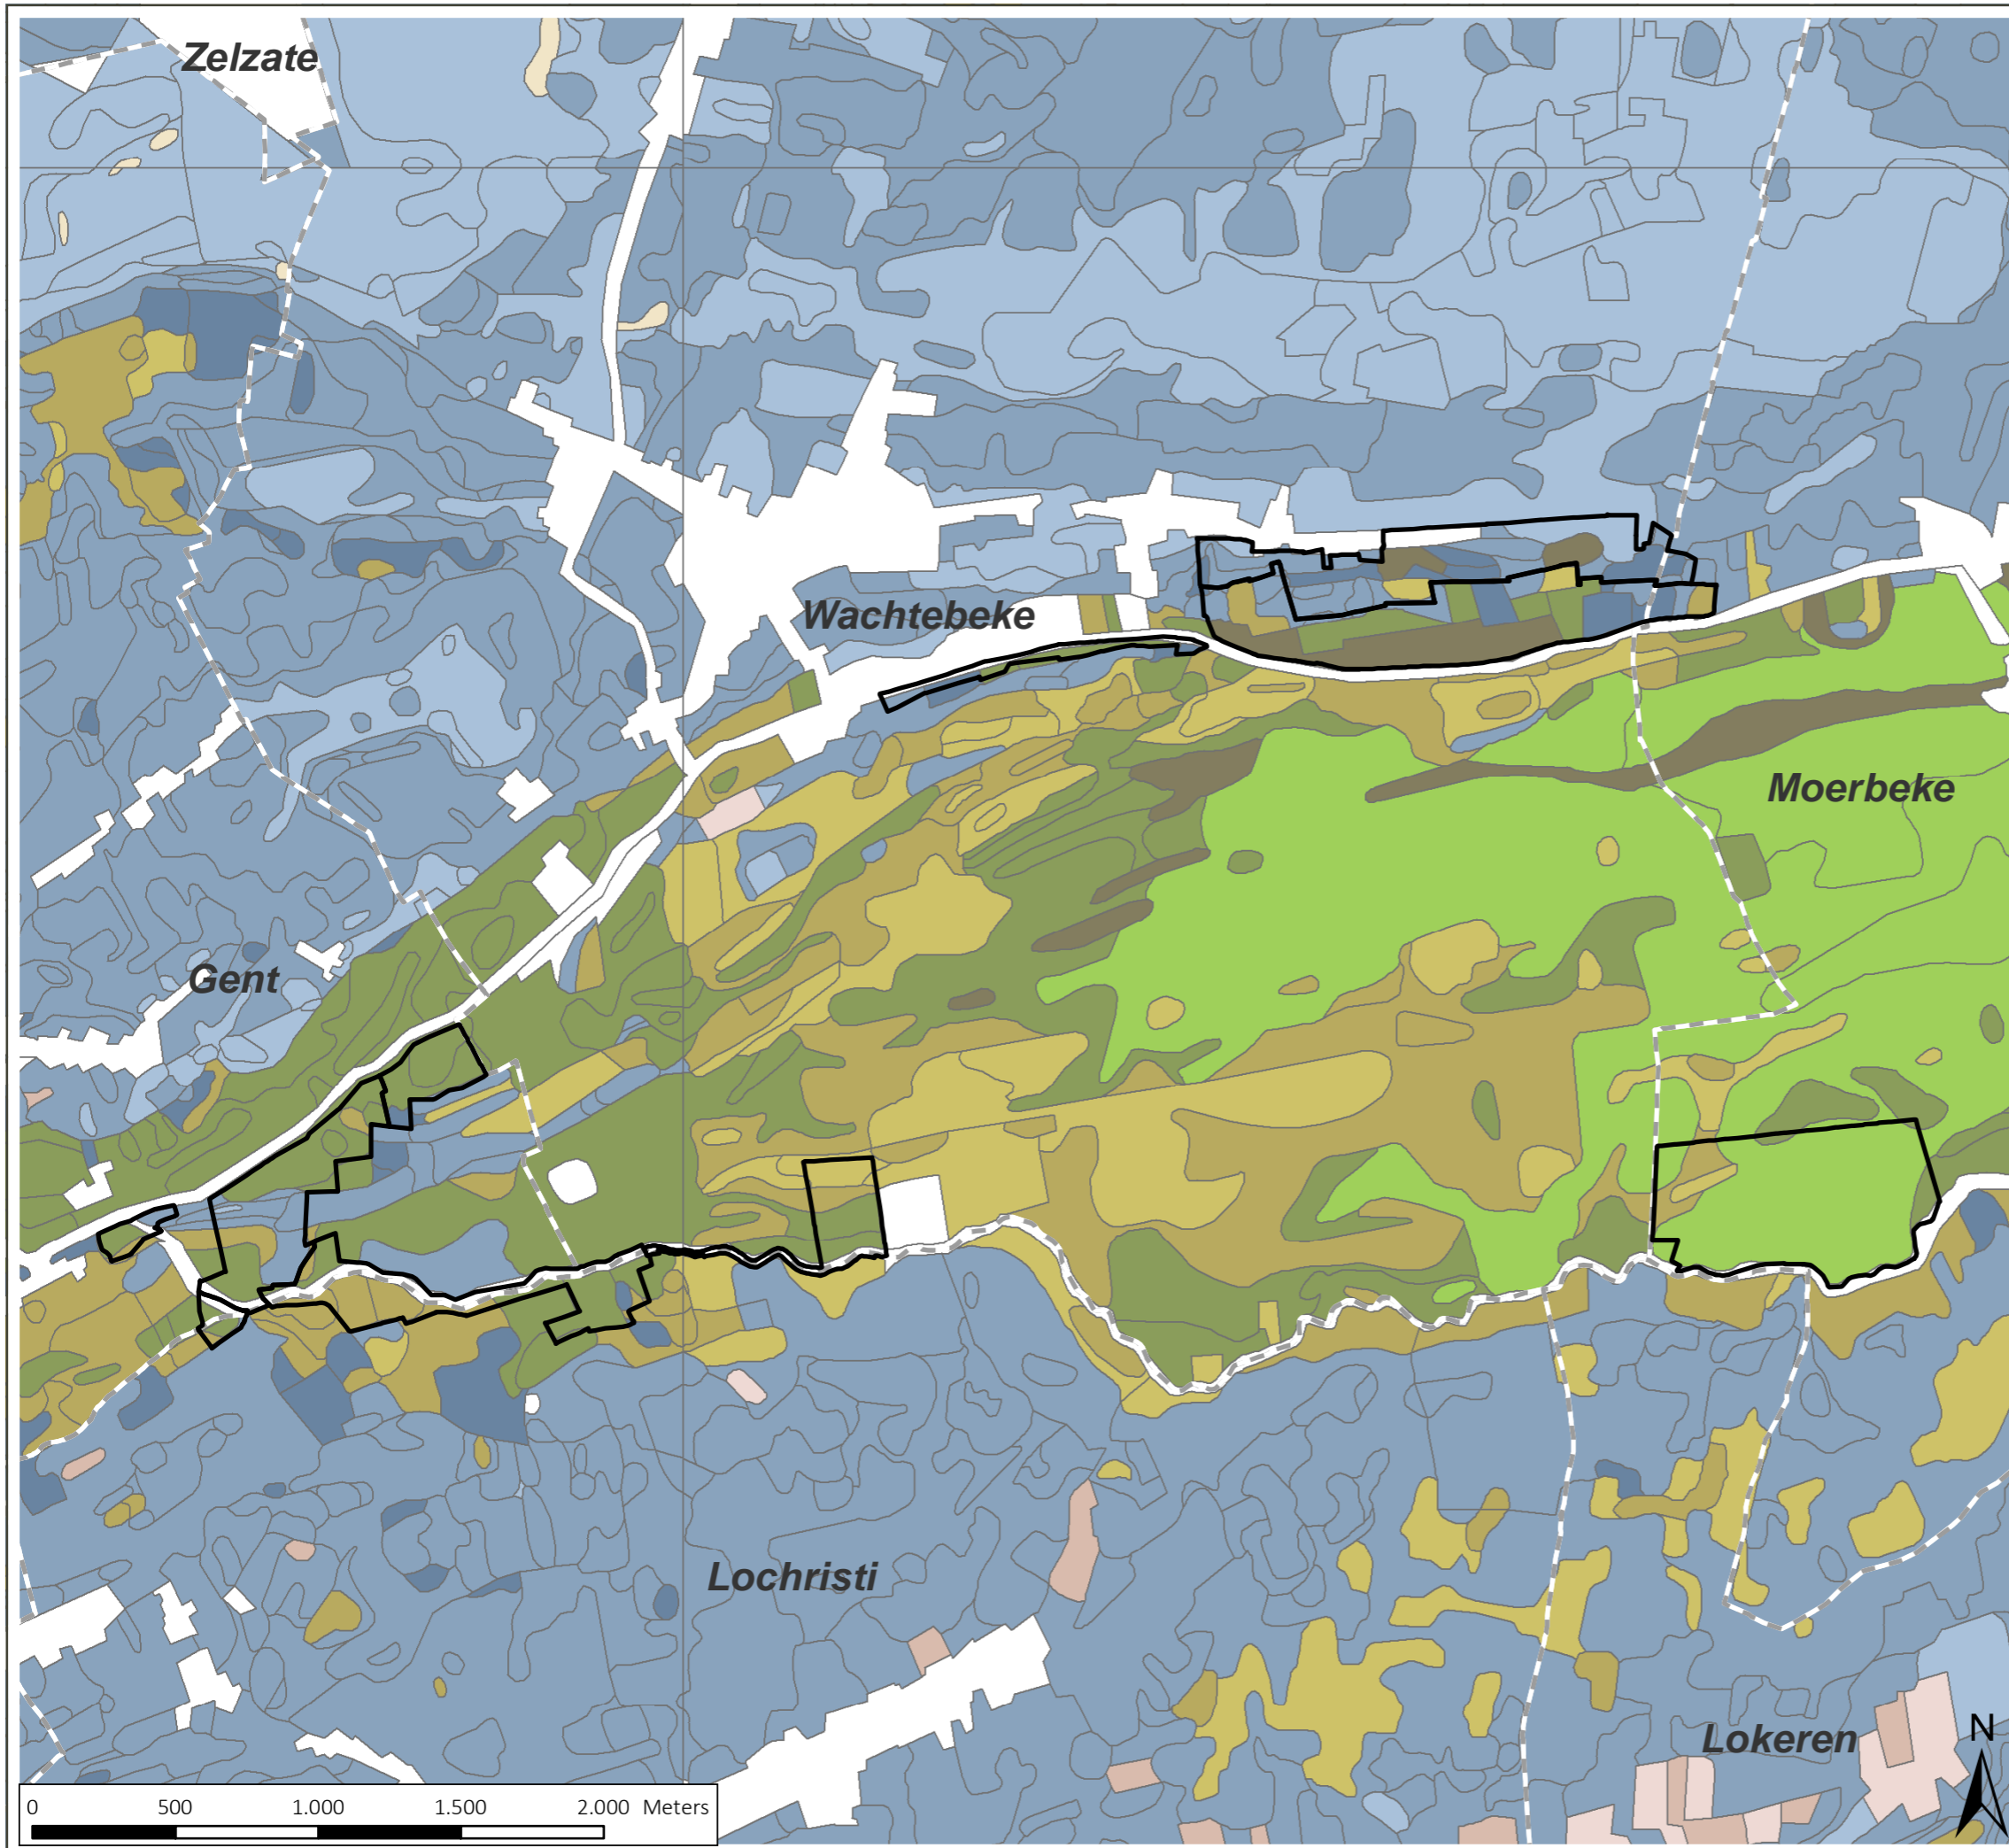 Zelzate
Wachtebeke
Moerbeke
Gent
Lochristi
Lokeren
N
0 500 1.000 1.500 2.000 Meters